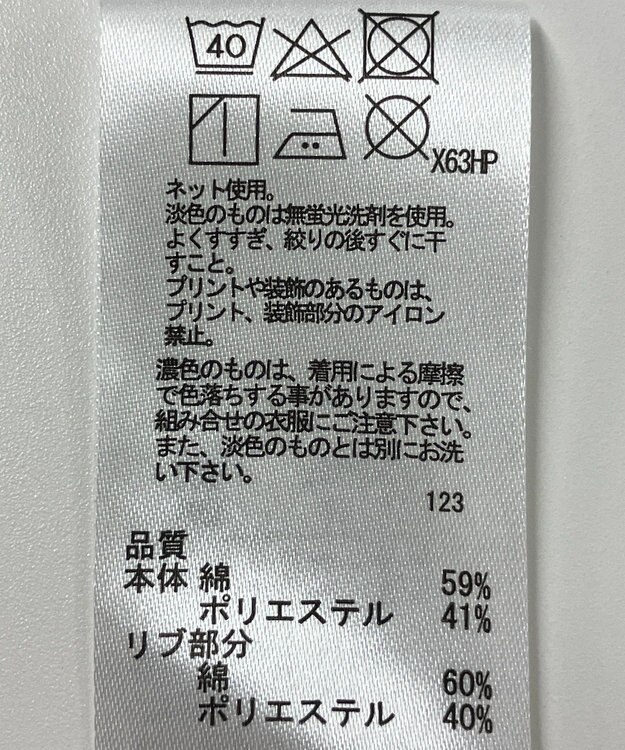 40
X63HP
ネット使用。
淡色のものは無蛍光洗剤を使用。
よくすすぎ、絞りの後すぐに干
すこと。
プリントや装飾のあるものは、
プリント、装飾部分のアイロン
禁止。
濃色のものは、着用による摩擦
で色落ちする事がありますので、
組み合せの衣服にご注意下さい。
また、淡色のものとは別にお洗
い下さい。
123
品質
本体 綿 59%
ポリエステル 41%
リブ部分
綿 60%
ポリエステル 40%